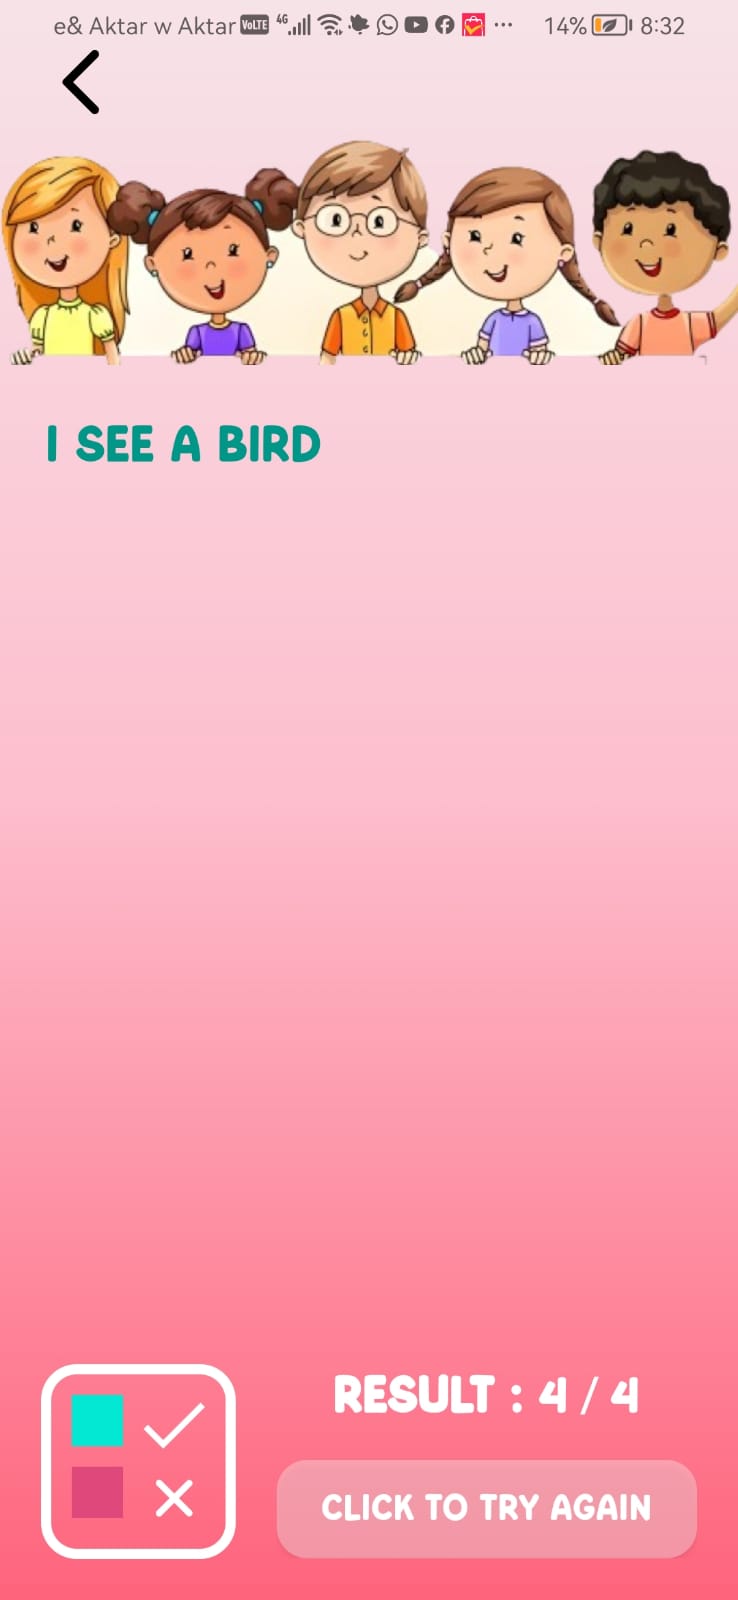 e& Aktar w Aktar VoLTE 4G 14% 8:32
I SEE A BIRD
RESULT : 4 / 4
CLICK TO TRY AGAIN